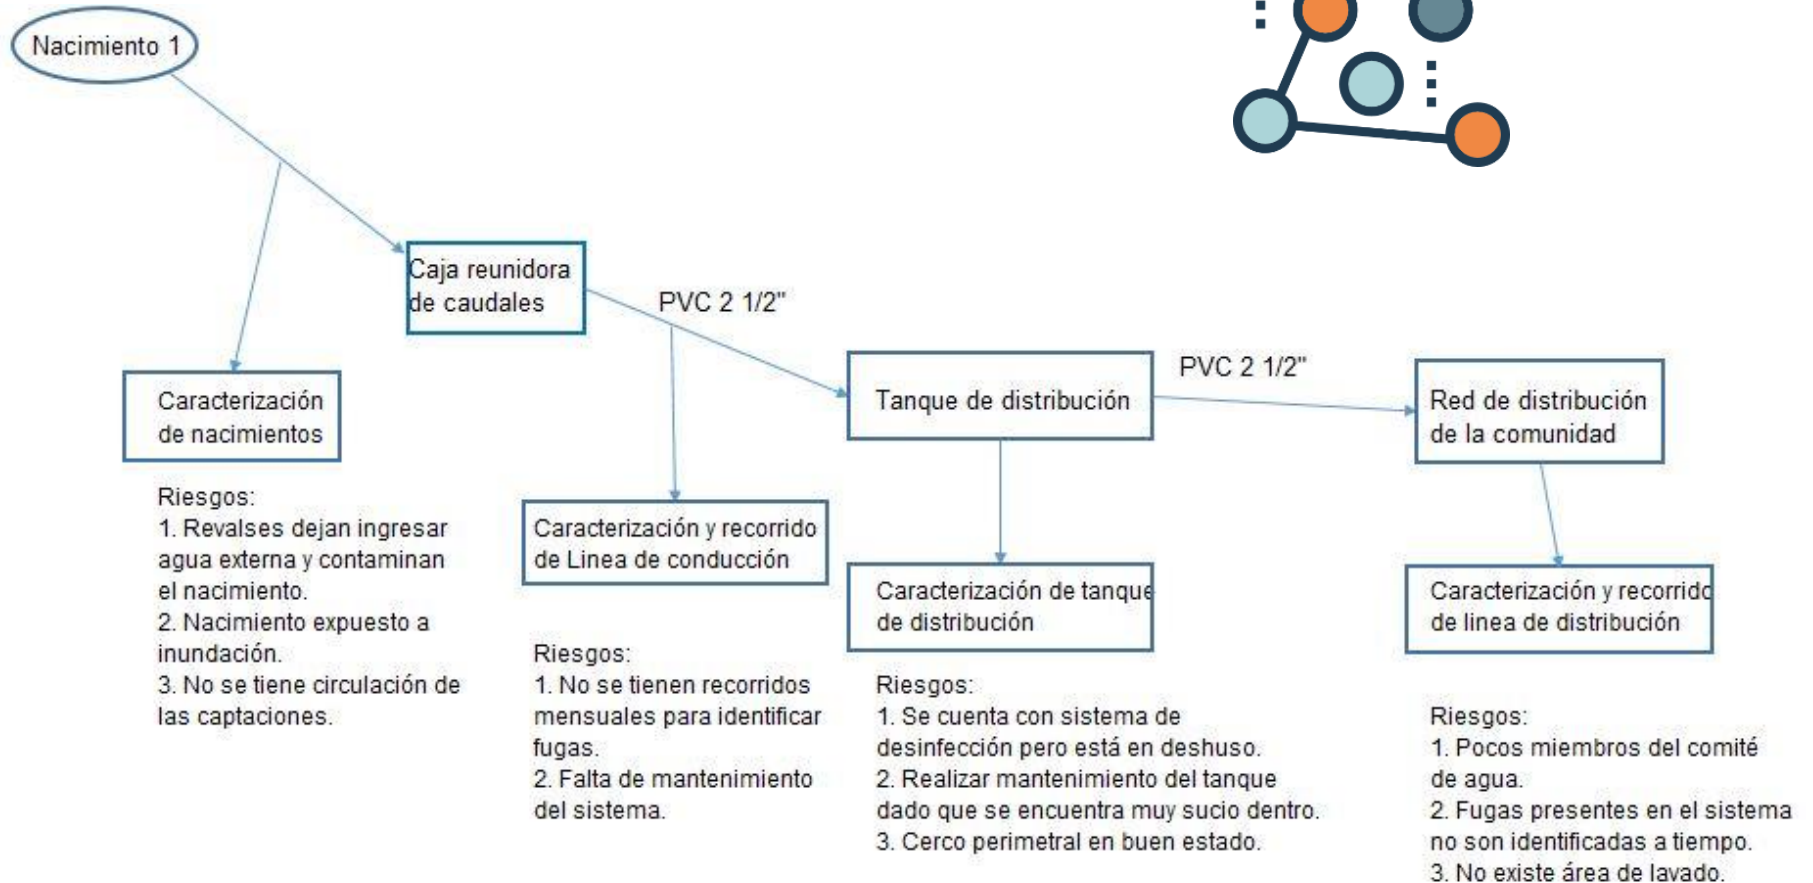 Nacimiento 1
Caja reunidora
de caudales
PVC 2 1/2"
Tanque de distribución
PVC 2 1/2"
Red de distribución
de la comunidad
Caracterización
de nacimientos
Riesgos:
1. Revalses dejan ingresar
agua externa y contaminan
el nacimiento.
2. Nacimiento expuesto a
inundación.
3. No se tiene circulación de
las captaciones.
Caracterización y recorrido
de Linea de conducción
Riesgos:
1. No se tienen recorridos
mensuales para identificar
fugas.
2. Falta de mantenimiento
del sistema.
Caracterización de tanque
de distribución
Riesgos:
1. Se cuenta con sistema de
desinfección pero está en deshuso.
2. Realizar mantenimiento del tanque
dado que se encuentra muy sucio dentro.
3. Cerco perimetral en buen estado.
Caracterización y recorrido
de linea de distribución
Riesgos:
1. Pocos miembros del comité
de agua.
2. Fugas presentes en el sistema
no son identificadas a tiempo.
3. No existe área de lavado.